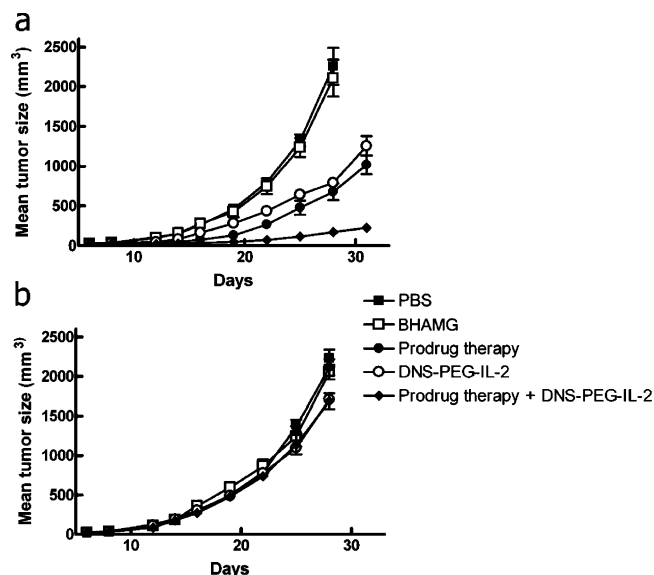 a
Mean tumor size (mm³)
2500
2000
1500
1000
500
0
10
20
30
Days
b
Mean tumor size (mm³)
2500
2000
1500
1000
500
0
10
20
30
Days
PBS
BHAMG
Prodrug therapy
DNS-PEG-IL-2
Prodrug therapy + DNS-PEG-IL-2